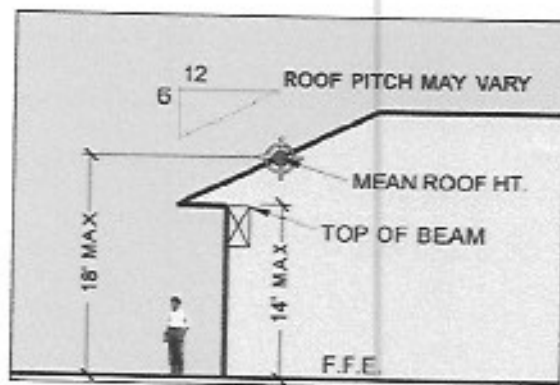 12
6
ROOF PITCH MAY VARY
MEAN ROOF HT.
TOP OF BEAM
18' MAX
14' MAX
F.F.E.